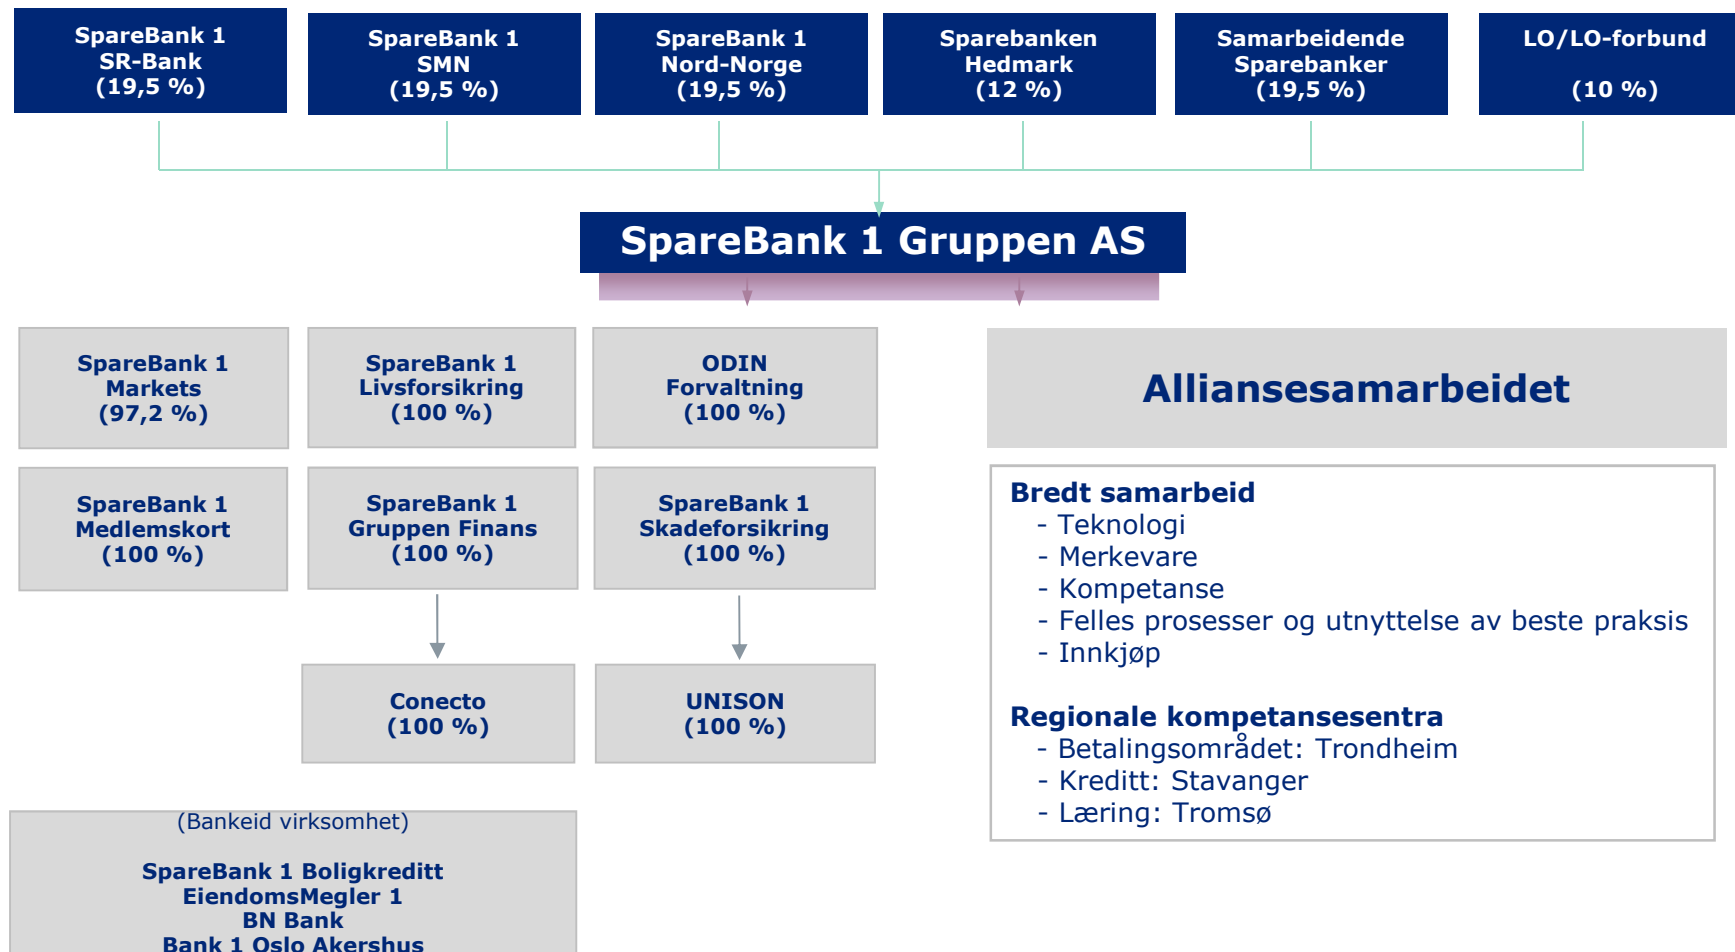 SpareBank 1
SR-Bank
(19,5 %)
SpareBank 1
SMN
(19,5 %)
SpareBank 1
Nord-Norge
(19,5 %)
Sparebanken
Hedmark
(12 %)
Samarbeidende
Sparebanker
(19,5 %)
LO/LO-forbund
(10 %)
SpareBank 1 Gruppen AS
SpareBank 1
Markets
(97,2 %)
SpareBank 1
Livsforsikring
(100 %)
ODIN
Forvaltning
(100 %)
SpareBank 1
Medlemskort
(100 %)
SpareBank 1
Gruppen Finans
(100 %)
SpareBank 1
Skadeforsikring
(100 %)
Conecto
(100 %)
UNISON
(100 %)
(Bankeid virksomhet)
SpareBank 1 Boligkreditt
EiendomsMegler 1
BN Bank
Bank 1 Oslo Akershus
Alliansesamarbeidet
Bredt samarbeid
- Teknologi
- Merkevare
- Kompetanse
- Felles prosesser og utnyttelse av beste praksis
- Innkjøp
Regionale kompetansesentra
- Betalingsområdet: Trondheim
- Kreditt: Stavanger
- Læring: Tromsø